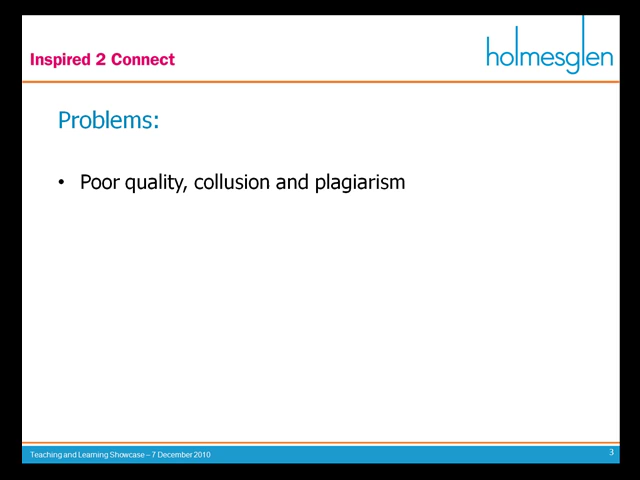 Inspired 2 Connect
holmesglen
Problems:
• Poor quality, collusion and plagiarism
Teaching and Learning Showcase – 7 December 2010
3